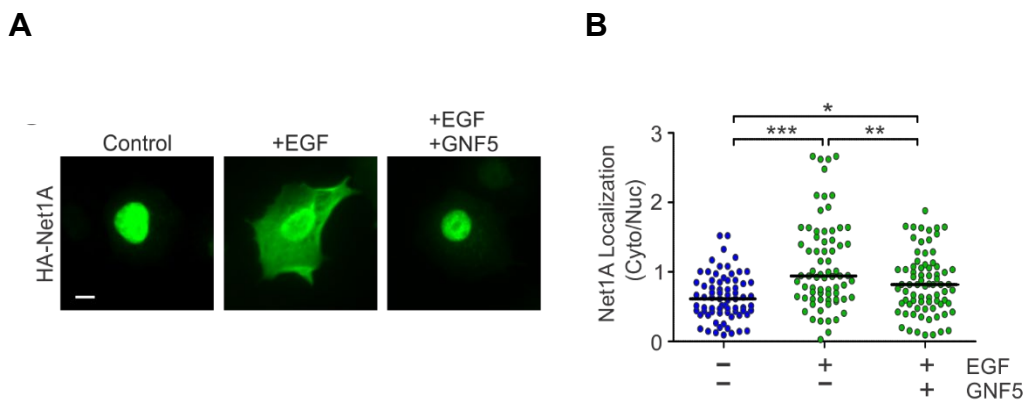 A
B
Control
+EGF
+EGF
+GNF5
HA-Net1A
Net1A Localization
(Cyto/Nuc)
3
2
1
0
*
*** **
− + + EGF
− − + GNF5